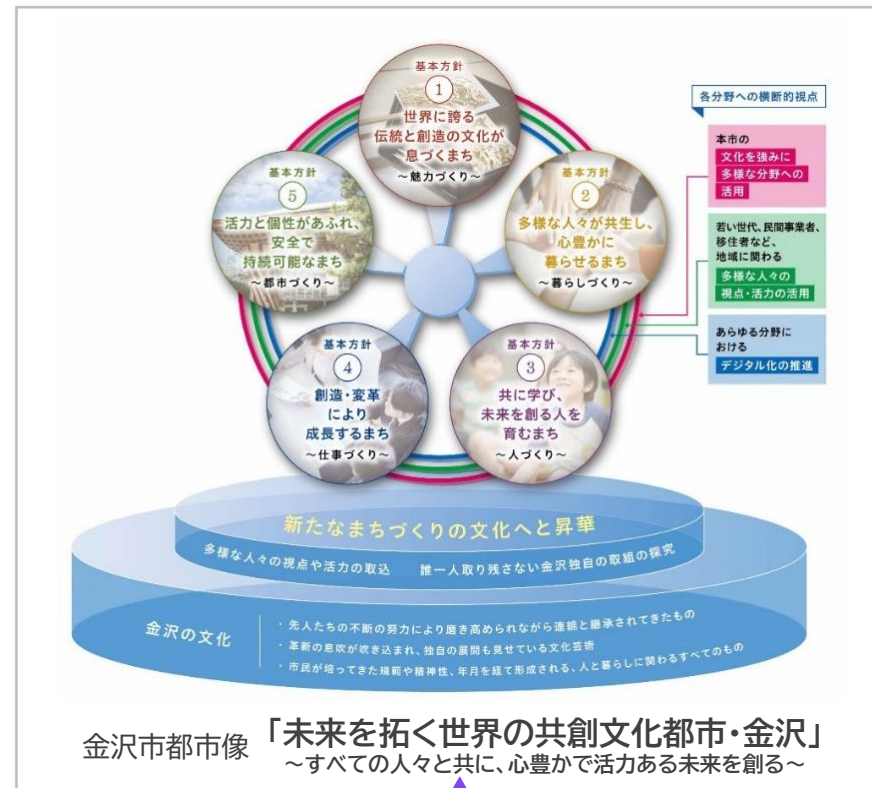 基本方針
1
世界に誇る
伝統と創造の文化が
息づくまち
~魅力づくり~
基本方針
2
多様な人々が共生し、
心豊かに
暮らせるまち
~暮らしづくり~
基本方針
3
共に学び、
未来を創る人を
育むまち
~人づくり~
基本方針
4
創造・変革
により
成長するまち
~仕事づくり~
基本方針
5
活力と個性があふれ、
安全で
持続可能なまち
~都市づくり~
各分野への横断的視点
本市の
文化を強みに
多様な分野への
活用
若い世代、民間事業者、
移住者など、
地域に関わる
多様な人々の
視点・活力の活用
あらゆる分野に
おける
デジタル化の推進
新たなまちづくりの文化へと昇華
多様な人々の視点や活力の取込 誰一人取り残さない金沢独自の取組の探究
金沢の文化
・先人たちの不断の努力により磨き高められながら連綿と継承されてきたもの
・革新の息吹が吹き込まれ、独自の展開も見せている文化芸術
・市民が培ってきた規範や精神性、年月を経て形成される、人と暮らしに関わるすべてのもの
金沢市都市像 「未来を拓く世界の共創文化都市・金沢」
~すべての人々と共に、心豊かで活力ある未来を創る~